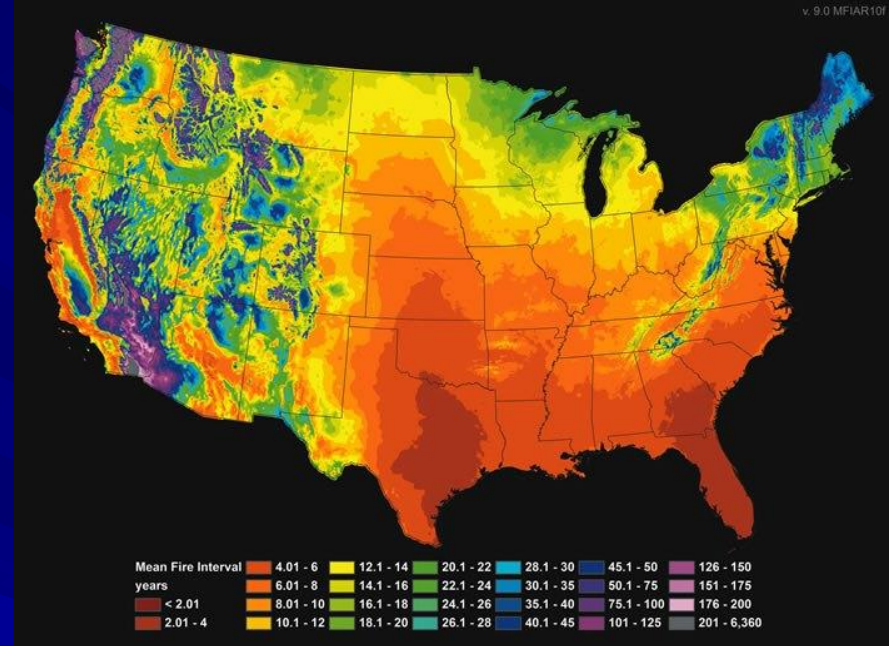 v. 9.0 MFIAR10f
Mean Fire Interval
years
< 2.01
2.01 - 4
4.01 - 6
6.01 - 8
8.01 - 10
10.1 - 12
12.1 - 14
14.1 - 16
16.1 - 18
18.1 - 20
20.1 - 22
22.1 - 24
24.1 - 26
26.1 - 28
28.1 - 30
30.1 - 35
35.1 - 40
40.1 - 45
45.1 - 50
50.1 - 75
75.1 - 100
101 - 125
126 - 150
151 - 175
176 - 200
201 - 6,360